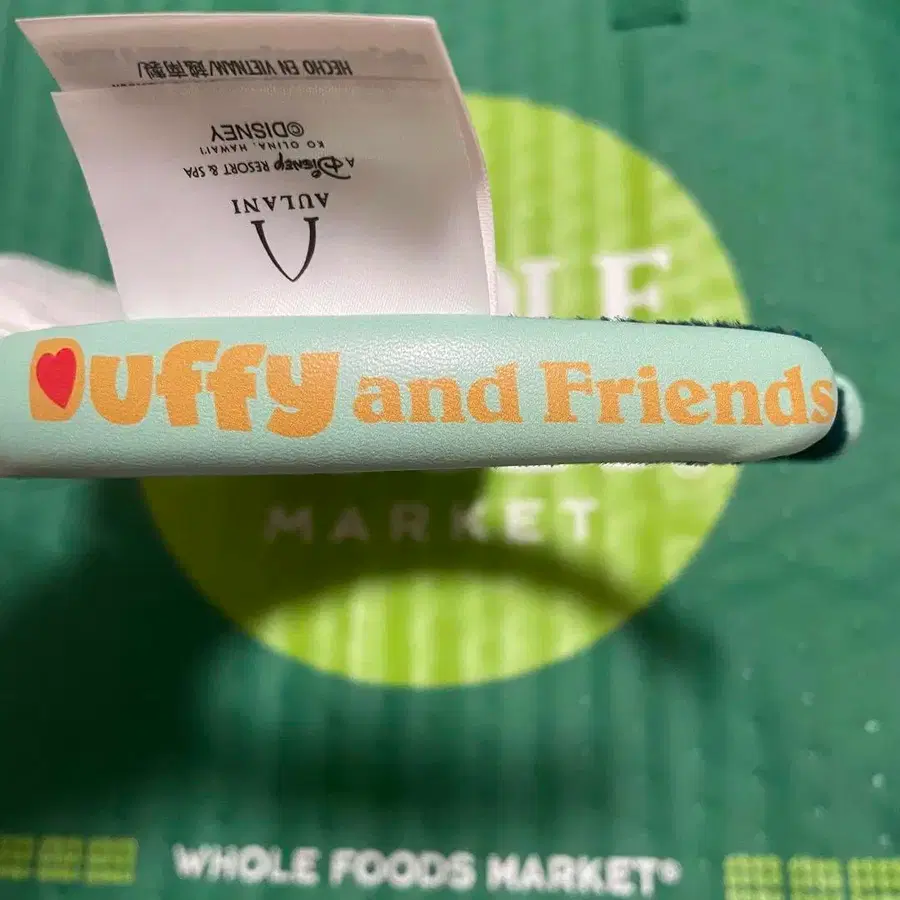 HECHO EN VIETNAM/越南製/
©DISNEY
KO OLINA, HAWAI'I
A Disney RESORT & SPA
AULANI
Duffy and Friends
MARKET
WHOLE FOODS MARKET®